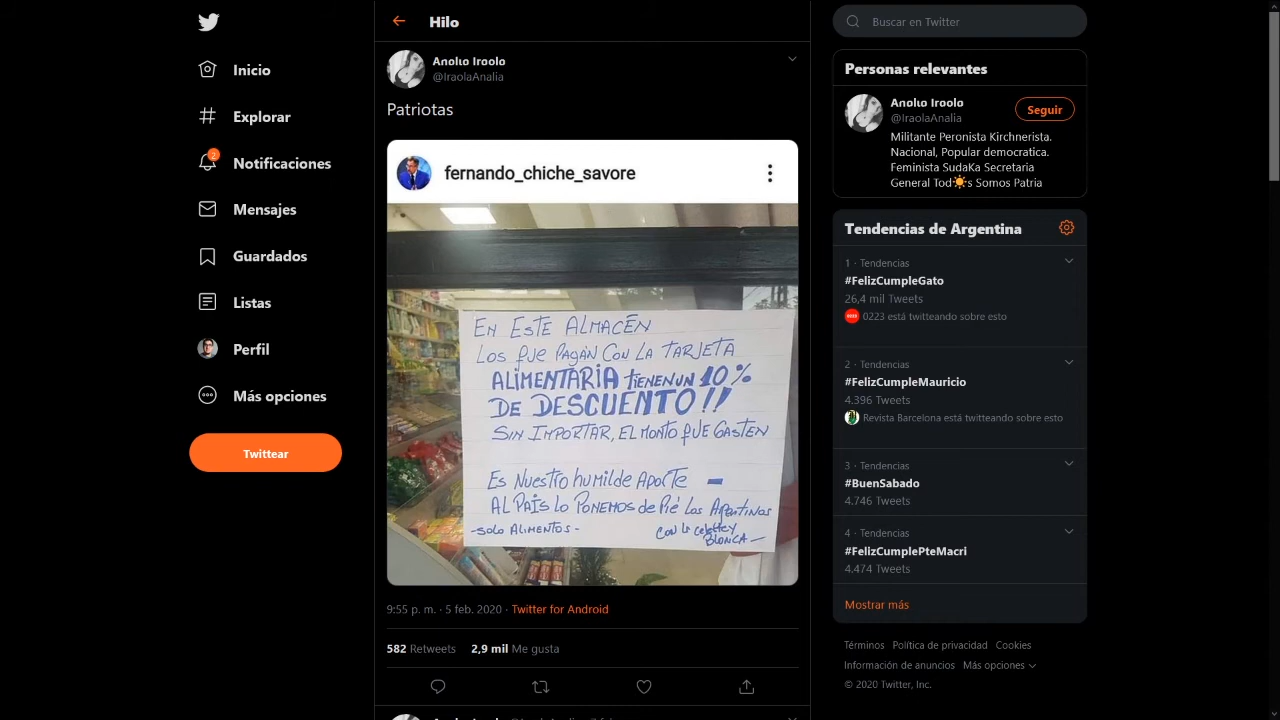 Hilo
Inicio
Explorar
2
Notificaciones
Mensajes
Guardados
Listas
Perfil
Más opciones
Twittear
@IraolaAnalia
Patriotas
fernando_chiche_savore
EN ESTE ALMACÉN
LOS QUE PAGAN CON LA TARJETA
ALIMENTARIA TIENEN UN 10%
DE DESCUENTO!!
SIN IMPORTAR, EL MONTO QUE GASTEN
ES NUESTRO HUMILDE APORTE -
AL PAÍS LO PONEMOS de PIÉ LOS ARGENTINOS
-SOLO ALIMENTOS-
CON LA CELESTE Y
BLANCA -
9:55 p. m. · 5 feb. 2020 · Twitter for Android
582 Retweets 2,9 mil Me gusta
Buscar en Twitter
Personas relevantes
@IraolaAnalia
Seguir
Militante Peronista Kirchnerista.
Nacional, Popular democratica.
Feminista SudaKa Secretaria
General Tod☀️s Somos Patria
Tendencias de Argentina
1 · Tendencias
#FelizCumpleGato
26,4 mil Tweets
0223 está twitteando sobre esto
2 · Tendencias
#FelizCumpleMauricio
4.396 Tweets
Revista Barcelona está twitteando sobre esto
3 · Tendencias
#BuenSabado
4.746 Tweets
4 · Tendencias
#FelizCumplePteMacri
4.474 Tweets
Mostrar más
Términos Política de privacidad Cookies
Información de anuncios Más opciones
© 2020 Twitter, Inc.